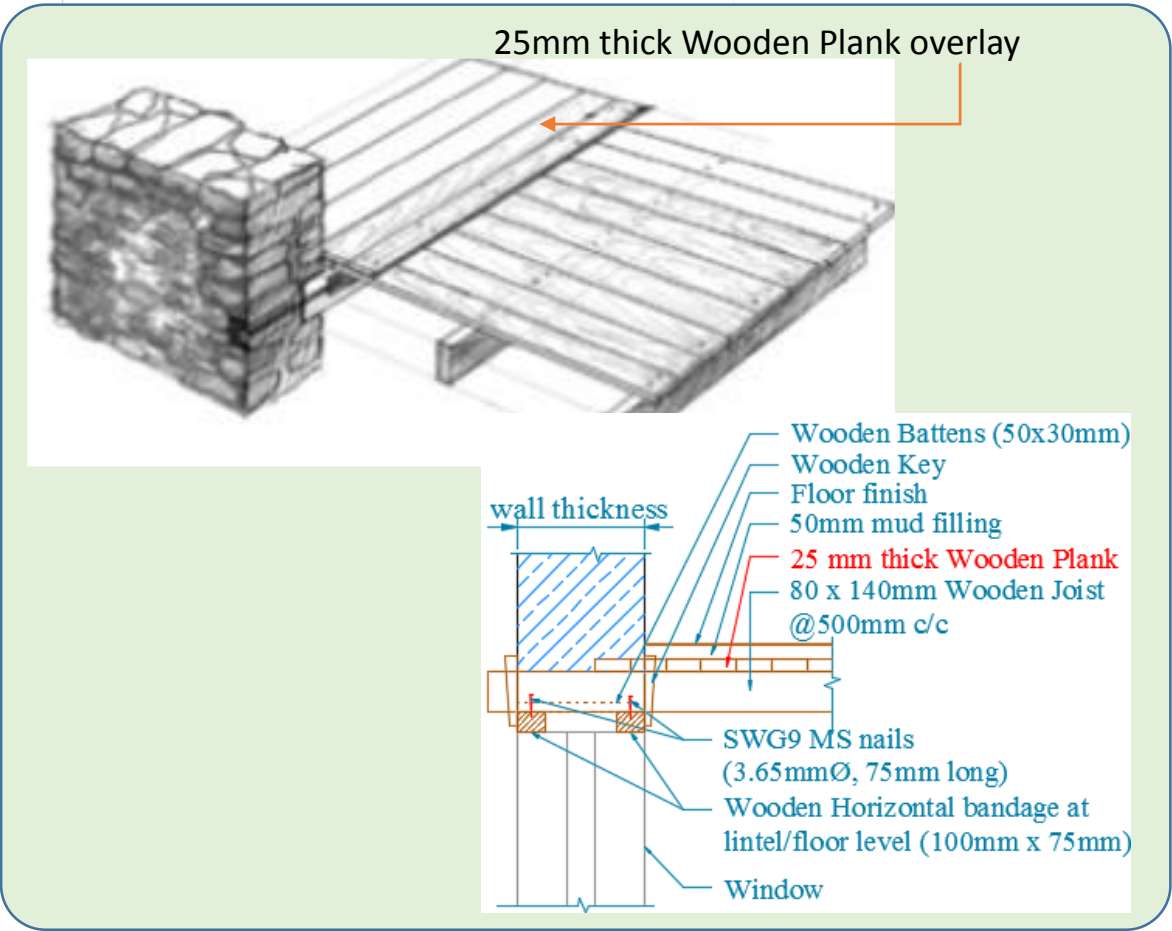 25mm thick Wooden Plank overlay
Wooden Battens (50x30mm)
Wooden Key
Floor finish
wall thickness
50mm mud filling
25 mm thick Wooden Plank
80 x 140mm Wooden Joist
@500mm c/c
SWG9 MS nails
(3.65mmØ, 75mm long)
Wooden Horizontal bandage at
lintel/floor level (100mm x 75mm)
Window